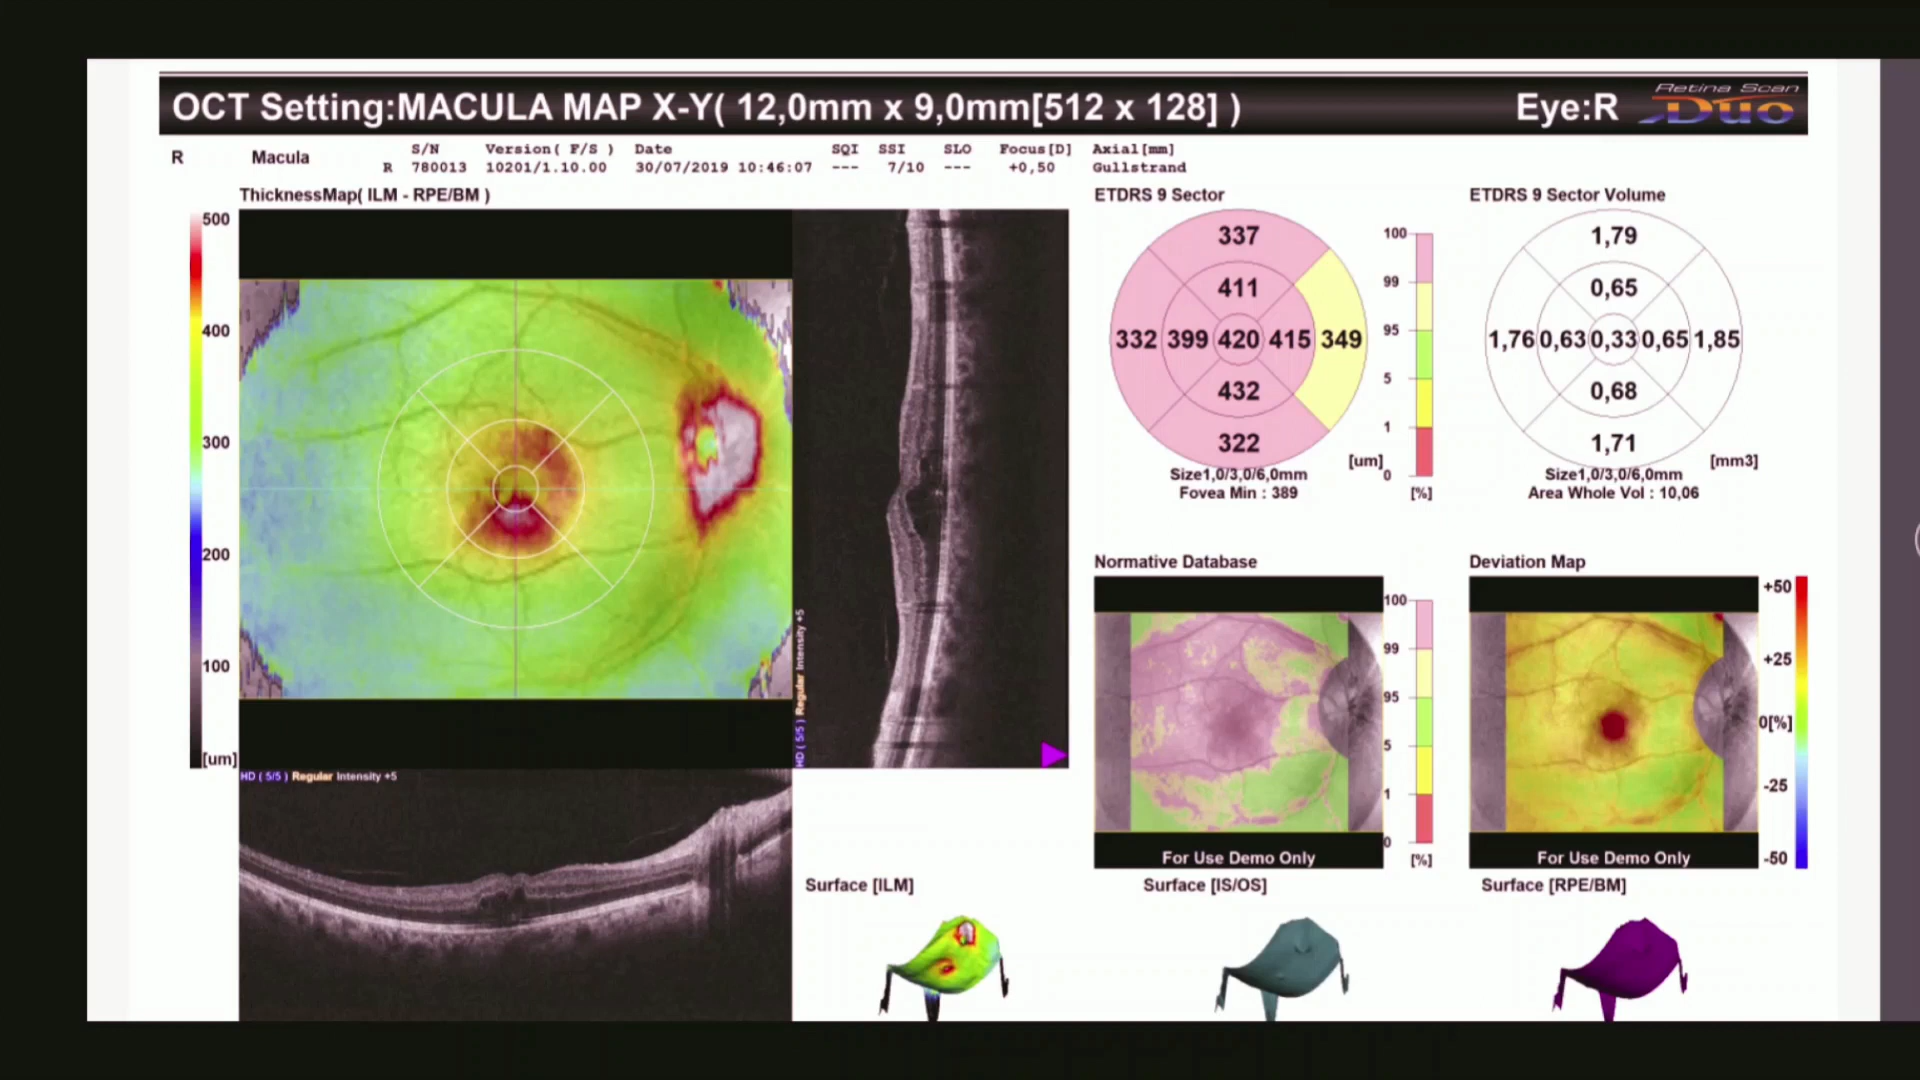 OCT Setting:MACULA MAP X-Y( 12,0mm x 9,0mm[512 x 128] )
Eye:R
Retina Scan
Duo
R Macula
S/N Version( F/S ) Date SQI SSI SLO Focus[D] Axial[mm]
R 780013 10201/1.10.00 30/07/2019 10:46:07 --- 7/10 --- +0,50 Gullstrand
ThicknessMap( ILM - RPE/BM )
500
400
300
200
100
[um]
HD ( 5/5 ) Regular Intensity +5
HD ( 5/5 ) Regular Intensity +5
ETDRS 9 Sector
337
411
332 399 420 415 349
432
322
[um]
Size1,0/3,0/6,0mm
Fovea Min : 389
100
99
95
5
1
0
[%]
ETDRS 9 Sector Volume
1,79
0,65
1,76 0,63 0,33 0,65 1,85
0,68
1,71
[mm3]
Size1,0/3,0/6,0mm
Area Whole Vol : 10,06
Normative Database
For Use Demo Only
100
99
95
5
1
0
[%]
Deviation Map
For Use Demo Only
+50
+25
0[%]
-25
-50
Surface [ILM]
Surface [IS/OS]
Surface [RPE/BM]